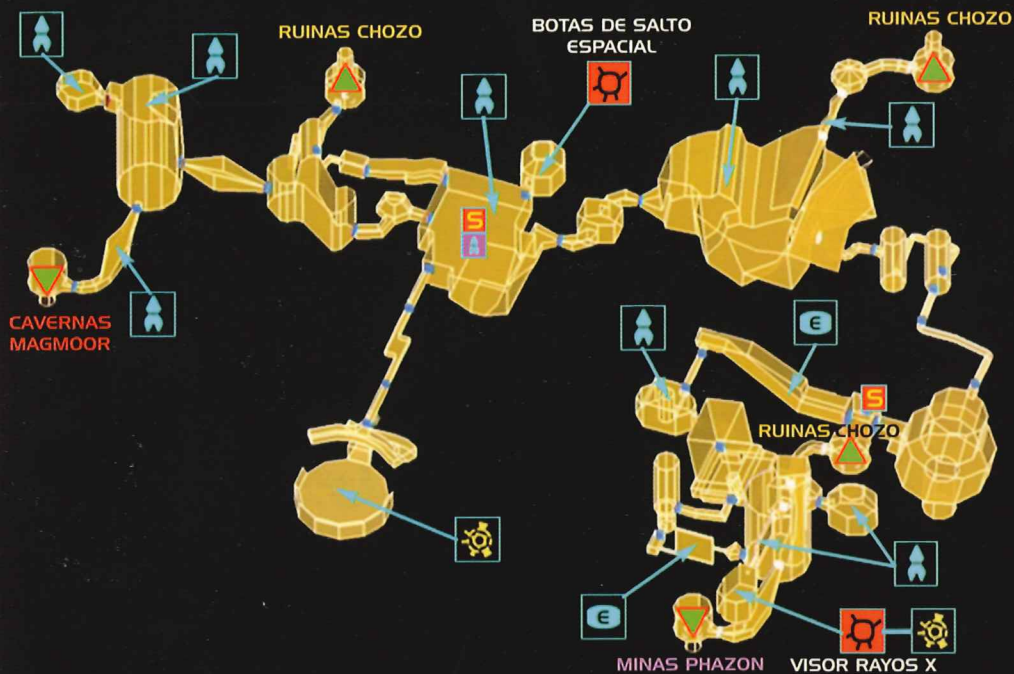 RUINAS CHOZO
BOTAS DE SALTO
ESPACIAL
RUINAS CHOZO
S
CAVERNAS
MAGMOOR
E
S
RUINAS CHOZO
E
MINAS PHAZON
VISOR RAYOS X